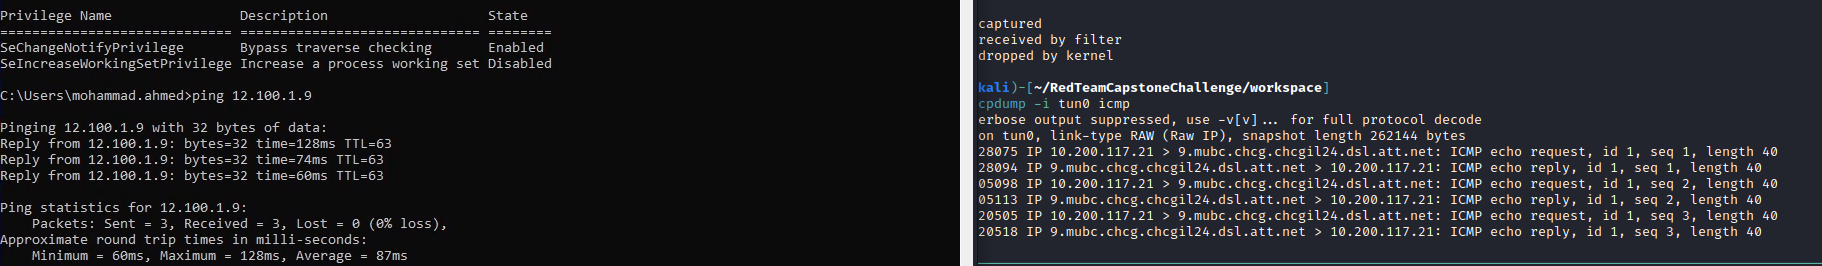 Privilege Name                Description                    State
============================= ============================== ========
SeChangeNotifyPrivilege       Bypass traverse checking       Enabled
SeIncreaseWorkingSetPrivilege Increase a process working set Disabled
C:\Users\mohammad.ahmed>ping 12.100.1.9
Pinging 12.100.1.9 with 32 bytes of data:
Reply from 12.100.1.9: bytes=32 time=128ms TTL=63
Reply from 12.100.1.9: bytes=32 time=74ms TTL=63
Reply from 12.100.1.9: bytes=32 time=60ms TTL=63
Ping statistics for 12.100.1.9:
    Packets: Sent = 3, Received = 3, Lost = 0 (0% loss),
Approximate round trip times in milli-seconds:
    Minimum = 60ms, Maximum = 128ms, Average = 87ms
captured
received by filter
dropped by kernel
kali)-[~/RedTeamCapstoneChallenge/workspace]
cpdump -i tun0 icmp
erbose output suppressed, use -v[v]... for full protocol decode
on tun0, link-type RAW (Raw IP), snapshot length 262144 bytes
28075 IP 10.200.117.21 > 9.mubc.chcg.chcgil24.dsl.att.net: ICMP echo request, id 1, seq 1, length 40
28094 IP 9.mubc.chcg.chcgil24.dsl.att.net > 10.200.117.21: ICMP echo reply, id 1, seq 1, length 40
05098 IP 10.200.117.21 > 9.mubc.chcg.chcgil24.dsl.att.net: ICMP echo request, id 1, seq 2, length 40
05113 IP 9.mubc.chcg.chcgil24.dsl.att.net > 10.200.117.21: ICMP echo reply, id 1, seq 2, length 40
20505 IP 10.200.117.21 > 9.mubc.chcg.chcgil24.dsl.att.net: ICMP echo request, id 1, seq 3, length 40
20518 IP 9.mubc.chcg.chcgil24.dsl.att.net > 10.200.117.21: ICMP echo reply, id 1, seq 3, length 40